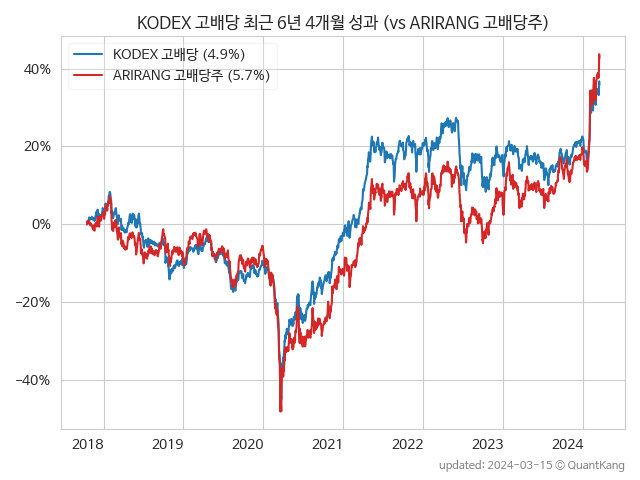 KODEX 고배당 최근 6년 4개월 성과 (vs ARIRANG 고배당주)
KODEX 고배당 (4.9%)
ARIRANG 고배당주 (5.7%)
40%
20%
0%
−20%
−40%
2018 2019 2020 2021 2022 2023 2024
updated: 2024-03-15 © QuantKang